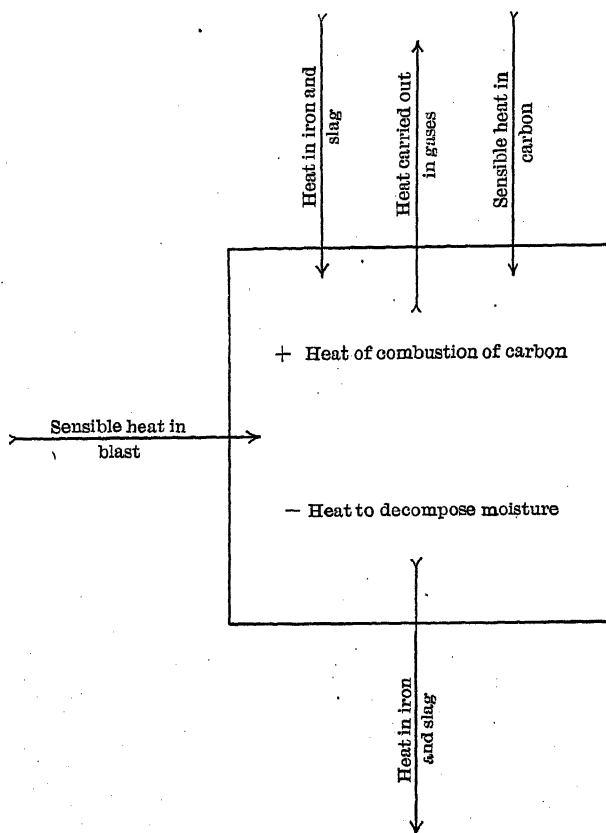 Heat in iron and
slag
Heat carried out
in gases
Sensible heat in
carbon
+ Heat of combustion of carbon
Sensible heat in
blast
- Heat to decompose moisture
Heat in iron
and slag